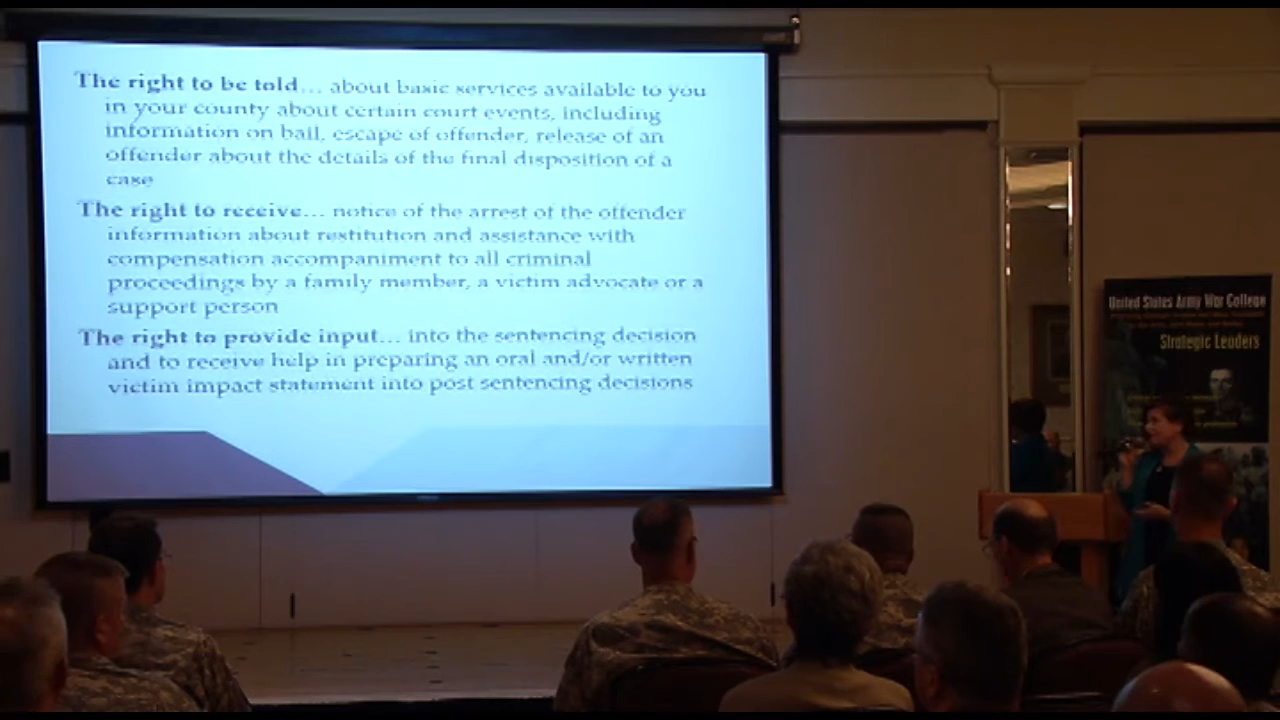 The right to be told... about basic services available to you
in your county about certain court events, including
information on bail, escape of offender, release of an
offender about the details of the final disposition of a
case
The right to receive... notice of the arrest of the offender
information about restitution and assistance with
compensation accompaniment to all criminal
proceedings by a family member, a victim advocate or a
support person
The right to provide input... into the sentencing decision
and to receive help in preparing an oral and/or written
victim impact statement into post sentencing decisions
United States Army War College
Strategic Leaders